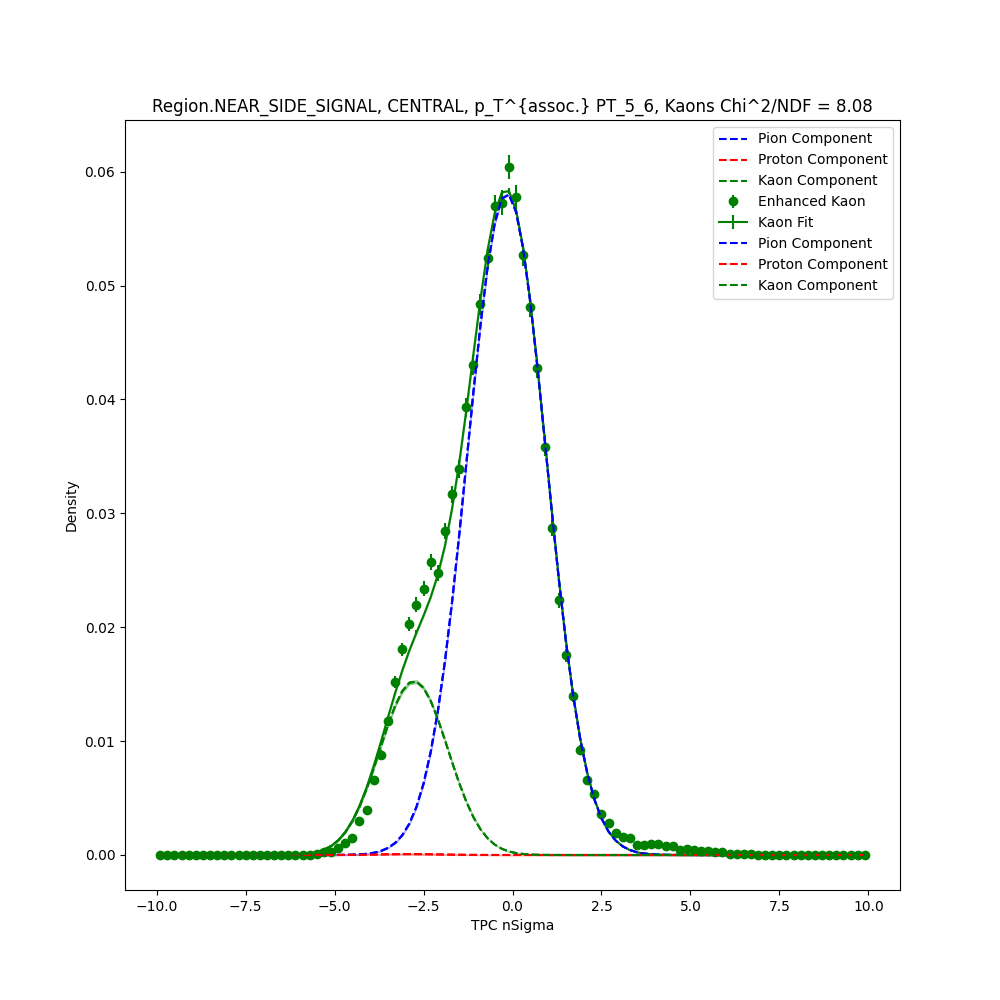 Region.NEAR_SIDE_SIGNAL, CENTRAL, p_T^{assoc.} PT_5_6, Kaons Chi^2/NDF = 8.08
Pion Component
Proton Component
Kaon Component
Enhanced Kaon
Kaon Fit
Pion Component
Proton Component
Kaon Component
0.06
0.05
0.04
0.03
0.02
0.01
0.00
Density
−10.0 −7.5 −5.0 −2.5 0.0 2.5 5.0 7.5 10.0
TPC nSigma